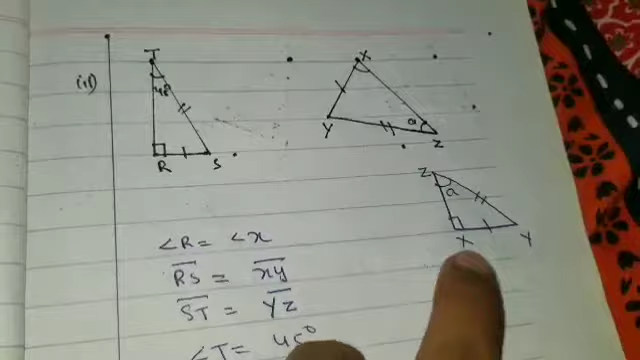 (ii)
T
X
45°
Y
a
Z
R
S
Z
a
X
Y
<R = <x
RS = xy
ST = YZ
<T = 45°